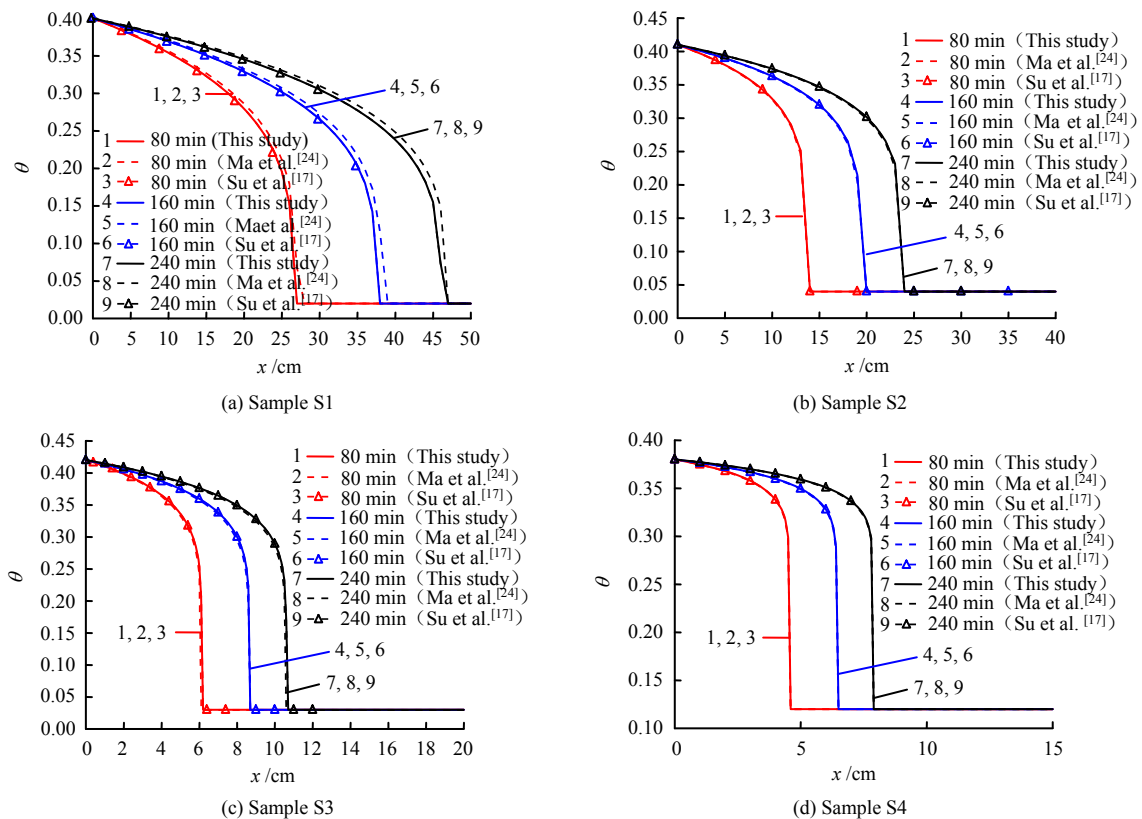 0.40
0.35
0.30
0.25
0.20
0.15
0.10
0.05
0.00
θ
0 5 10 15 20 25 30 35 40 45 50
x /cm
1, 2, 3
4, 5, 6
7, 8, 9
1 80 min (This study)
2 80 min（Ma et al.[24]）
3 80 min（Su et al.[17]）
4 160 min（This study）
5 160 min（Maet al.[24]）
6 160 min（Su et al.[17]）
7 240 min（This study）
8 240 min（Ma et al.[24]）
9 240 min（Su et al.[17]）
(a) Sample S1
0.45
0.40
0.35
0.30
0.25
0.20
0.15
0.10
0.05
0.00
θ
0 5 10 15 20 25 30 35 40
x /cm
1, 2, 3
4, 5, 6
7, 8, 9
1 80 min（This study）
2 80 min（Ma et al.[24]）
3 80 min（Su et al.[17]）
4 160 min（This study）
5 160 min（Ma et al.[24]）
6 160 min（Su et al.[17]）
7 240 min（This study）
8 240 min（Ma et al.[24]）
9 240 min（Su et al.[17]）
(b) Sample S2
0.45
0.40
0.35
0.30
0.25
0.20
0.15
0.10
0.05
0.00
θ
0 2 4 6 8 10 12 14 16 18 20
x /cm
1, 2, 3
4, 5, 6
7, 8, 9
1 80 min（This study）
2 80 min（Ma et al.[24]）
3 80 min（Su et al.[17]）
4 160 min（This study）
5 160 min（Ma et al.[24]）
6 160 min（Su et al.[17]）
7 240 min（This study）
8 240 min（Ma et al.[24]）
9 240 min（Su et al.[17]）
(c) Sample S3
0.40
0.35
0.30
0.25
0.20
0.15
0.10
θ
0 5 10 15
x /cm
1, 2, 3
4, 5, 6
7, 8, 9
1 80 min（This study）
2 80 min（Ma et al.[24]）
3 80 min（Su et al.[17]）
4 160 min（This study）
5 160 min（Ma et al.[24]）
6 160 min（Su et al.[17]）
7 240 min（This study）
8 240 min（Ma et al.[24]）
9 240 min（Su et al. [17]）
(d) Sample S4